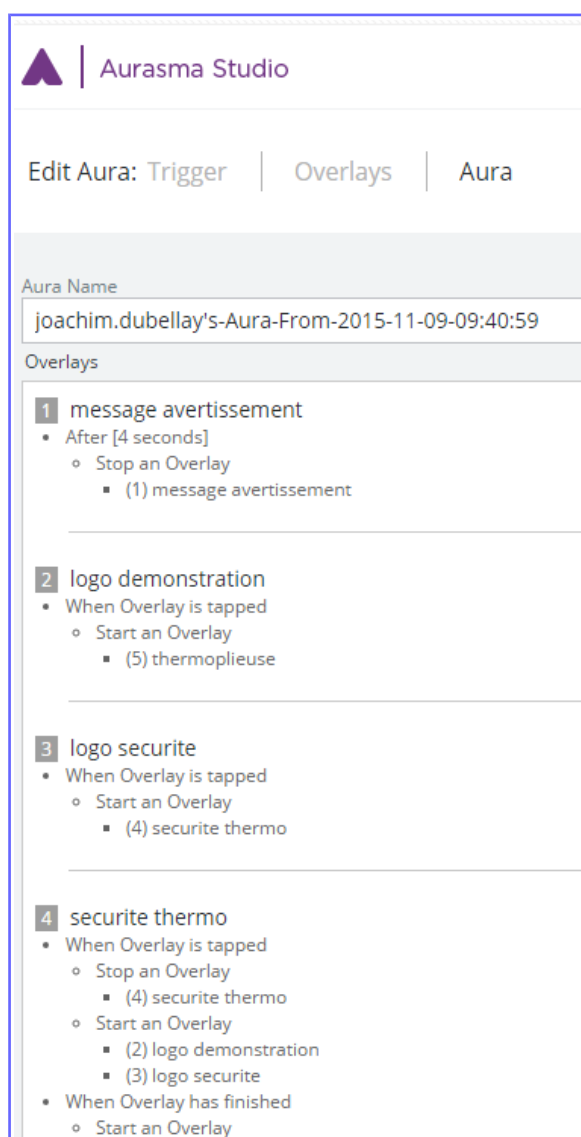 Aurasma Studio
Edit Aura: Trigger Overlays Aura
Aura Name
joachim.dubellay's-Aura-From-2015-11-09-09:40:59
Overlays
1 message avertissement
• After [4 seconds]
◦ Stop an Overlay
▪ (1) message avertissement
2 logo demonstration
• When Overlay is tapped
◦ Start an Overlay
▪ (5) thermoplieuse
3 logo securite
• When Overlay is tapped
◦ Start an Overlay
▪ (4) securite thermo
4 securite thermo
• When Overlay is tapped
◦ Stop an Overlay
▪ (4) securite thermo
◦ Start an Overlay
▪ (2) logo demonstration
▪ (3) logo securite
• When Overlay has finished
◦ Start an Overlay